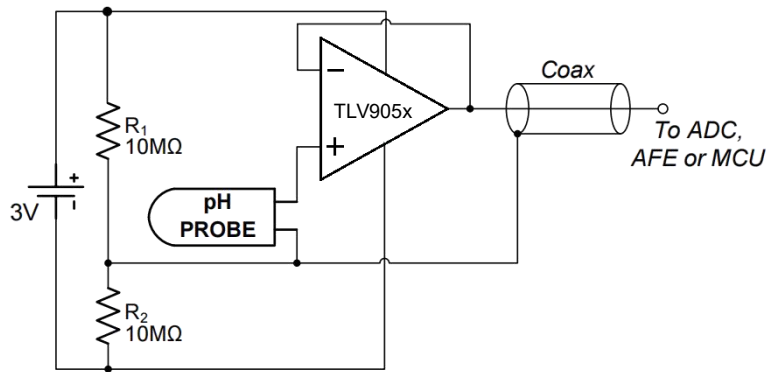 Coax
TLV905x
To ADC,
AFE or MCU
R1
10MΩ
+
3V
pH
PROBE
R2
10MΩ